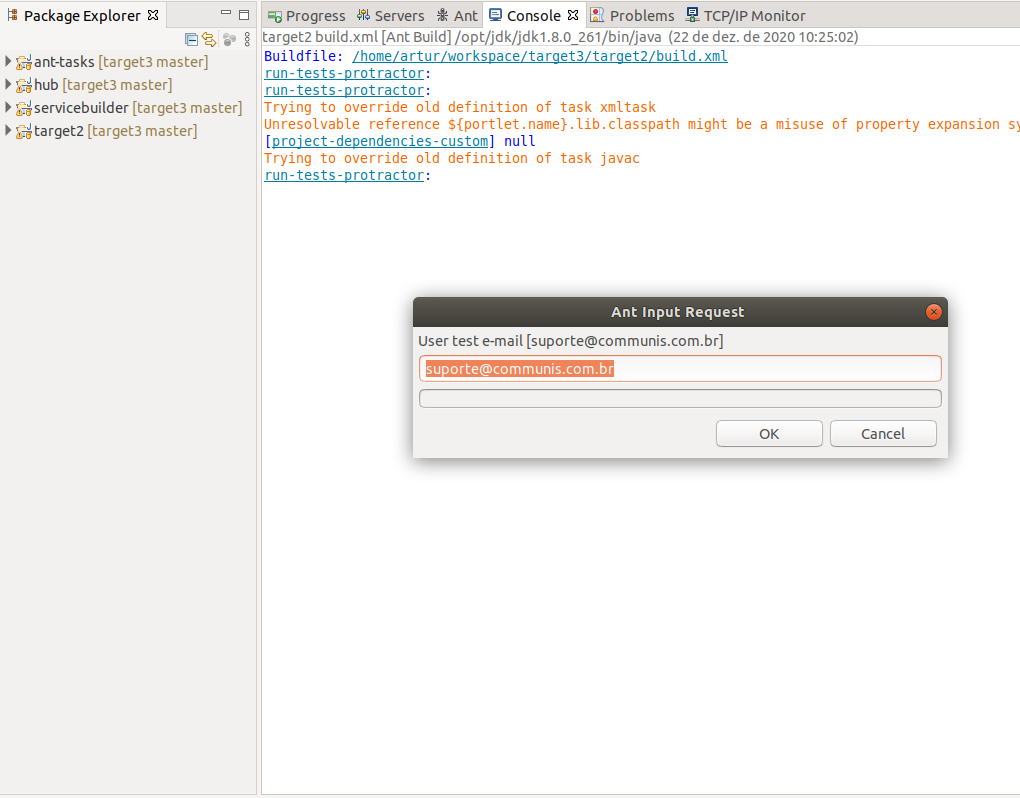 Package Explorer
ant-tasks [target3 master]
hub [target3 master]
servicebuilder [target3 master]
target2 [target3 master]
Progress Servers Ant Console Problems TCP/IP Monitor
target2 build.xml [Ant Build] /opt/jdk/jdk1.8.0_261/bin/java (22 de dez. de 2020 10:25:02)
Buildfile: /home/artur/workspace/target3/target2/build.xml
run-tests-protractor:
run-tests-protractor:
Trying to override old definition of task xmltask
Unresolvable reference ${portlet.name}.lib.classpath might be a misuse of property expansion sy
[project-dependencies-custom] null
Trying to override old definition of task javac
run-tests-protractor:
Ant Input Request
User test e-mail [suporte@communis.com.br]
suporte@communis.com.br
OK Cancel